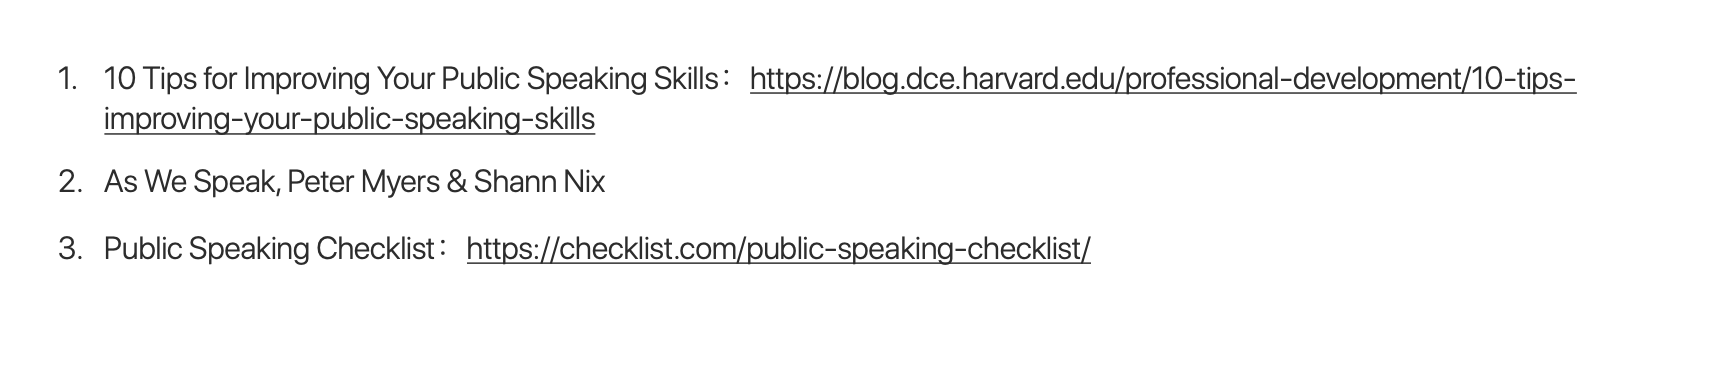 1. 10 Tips for Improving Your Public Speaking Skills： https://blog.dce.harvard.edu/professional-development/10-tips-
improving-your-public-speaking-skills
2. As We Speak, Peter Myers & Shann Nix
3. Public Speaking Checklist： https://checklist.com/public-speaking-checklist/